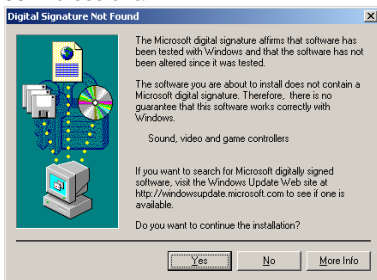 Digital Signature Not Found
The Microsoft digital signature affirms that software has
been tested with Windows and that the software has not
been altered since it was tested.
The software you are about to install does not contain a
Microsoft digital signature. Therefore, there is no
guarantee that this software works correctly with
Windows.
Sound, video and game controllers
If you want to search for Microsoft digitally signed
software, visit the Windows Update Web site at
http://windowsupdate.microsoft.com to see if one is
available.
Do you want to continue the installation?
Yes No More Info